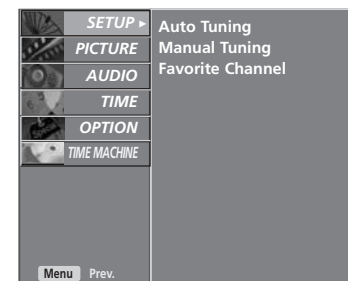 SETUP ▶
PICTURE
AUDIO
TIME
OPTION
TIME MACHINE
Auto Tuning
Manual Tuning
Favorite Channel
Menu Prev.